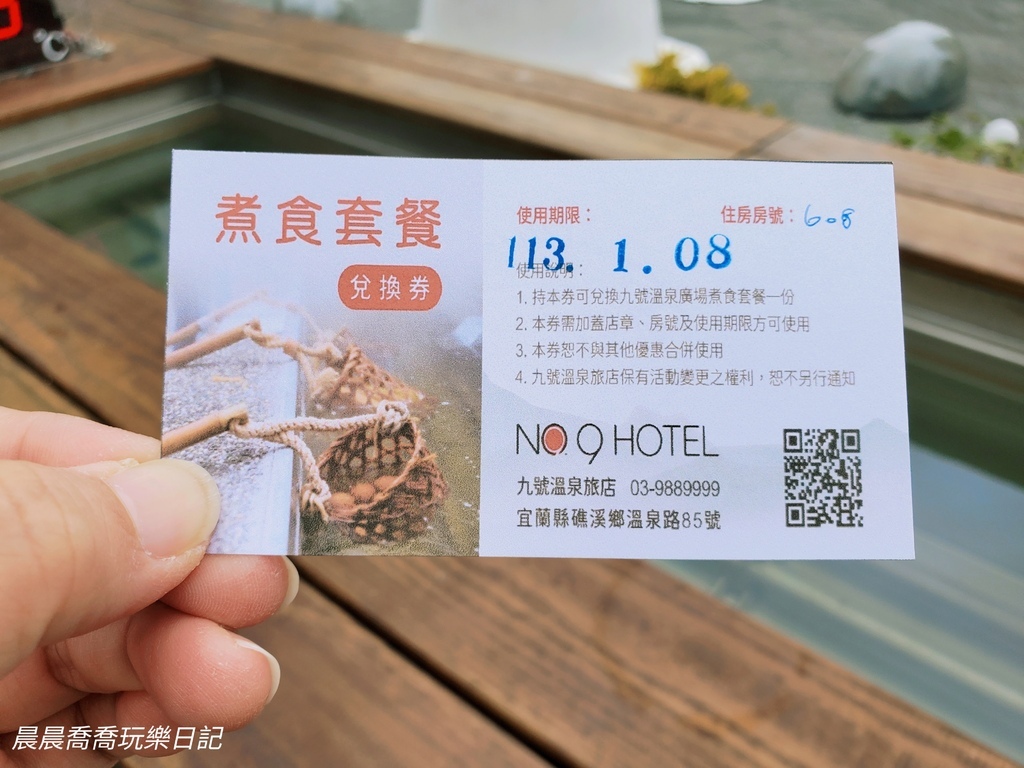 煮食套餐
兌換券
使用期限：
住房房號：608
113. 1. 08
使用說明：
1. 持本券可兌換九號溫泉廣場煮食套餐一份
2. 本券需加蓋店章、房號及使用期限方可使用
3. 本券恕不與其他優惠合併使用
4. 九號溫泉旅店保有活動變更之權利，恕不另行通知
NO. 9 HOTEL
九號溫泉旅店 03-9889999
宜蘭縣礁溪鄉溫泉路85號
晨晨喬喬玩樂日記